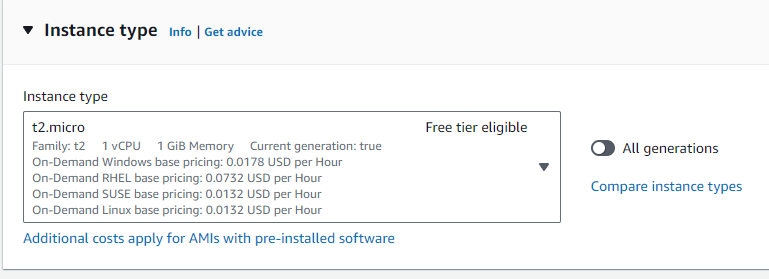 Instance type Info | Get advice
Instance type
t2.micro Free tier eligible
Family: t2 1 vCPU 1 GiB Memory Current generation: true
On-Demand Windows base pricing: 0.0178 USD per Hour
On-Demand RHEL base pricing: 0.0732 USD per Hour
On-Demand SUSE base pricing: 0.0132 USD per Hour
On-Demand Linux base pricing: 0.0132 USD per Hour
All generations
Compare instance types
Additional costs apply for AMIs with pre-installed software